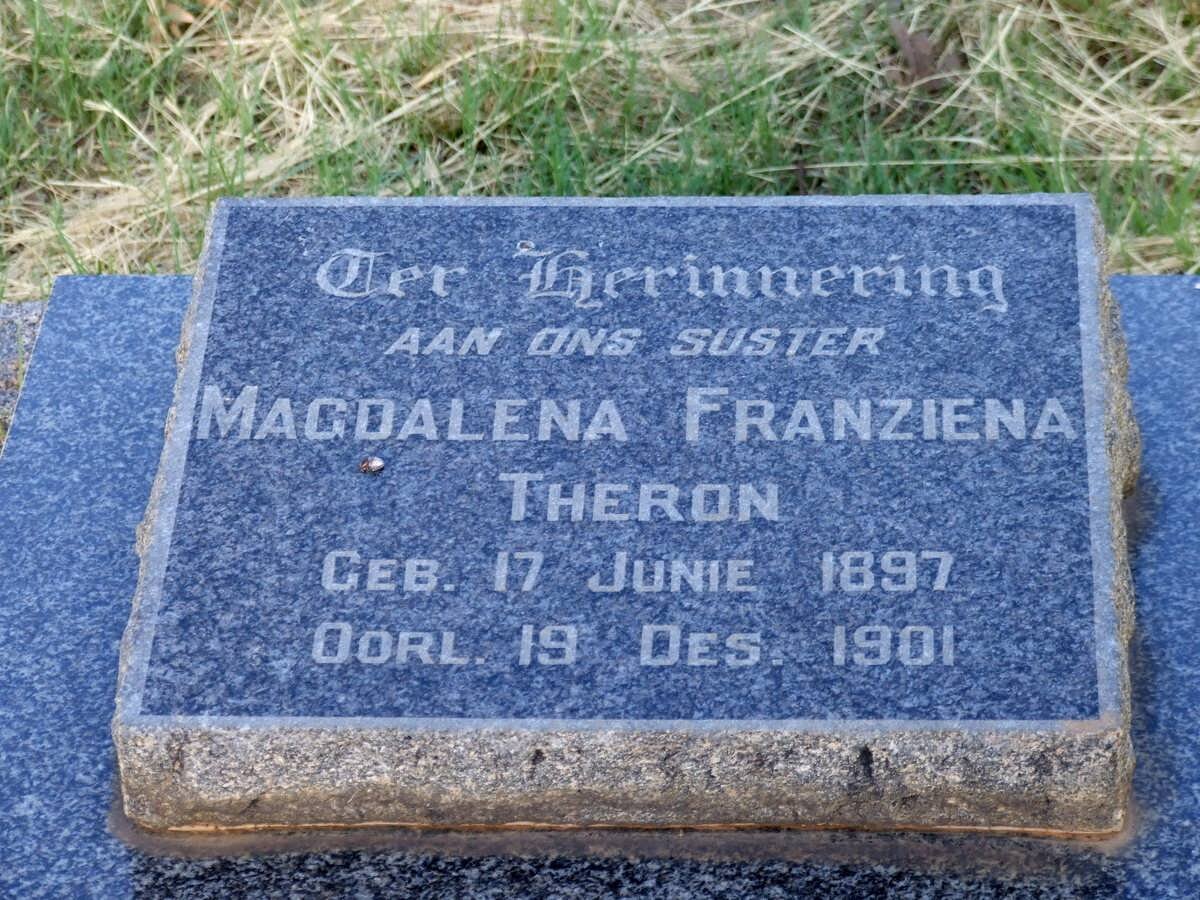 Ter Herinnering
AAN ONS SUSTER
MAGDALENA FRANZIENA
THERON
GEB. 17 JUNIE 1897
OORL. 19 DES. 1901